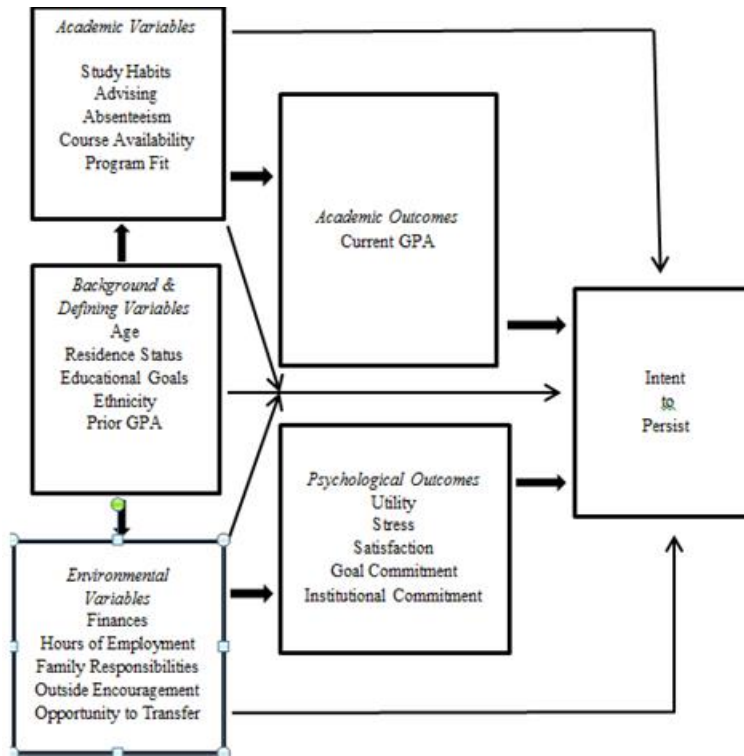 Academic Variables
Study Habits
Advising
Absenteeism
Course Availability
Program Fit
Academic Outcomes
Current GPA
Background &
Defining Variables
Age
Residence Status
Educational Goals
Ethnicity
Prior GPA
Intent
to
Persist
Psychological Outcomes
Utility
Stress
Satisfaction
Goal Commitment
Institutional Commitment
Environmental
Variables
Finances
Hours of Employment
Family Responsibilities
Outside Encouragement
Opportunity to Transfer